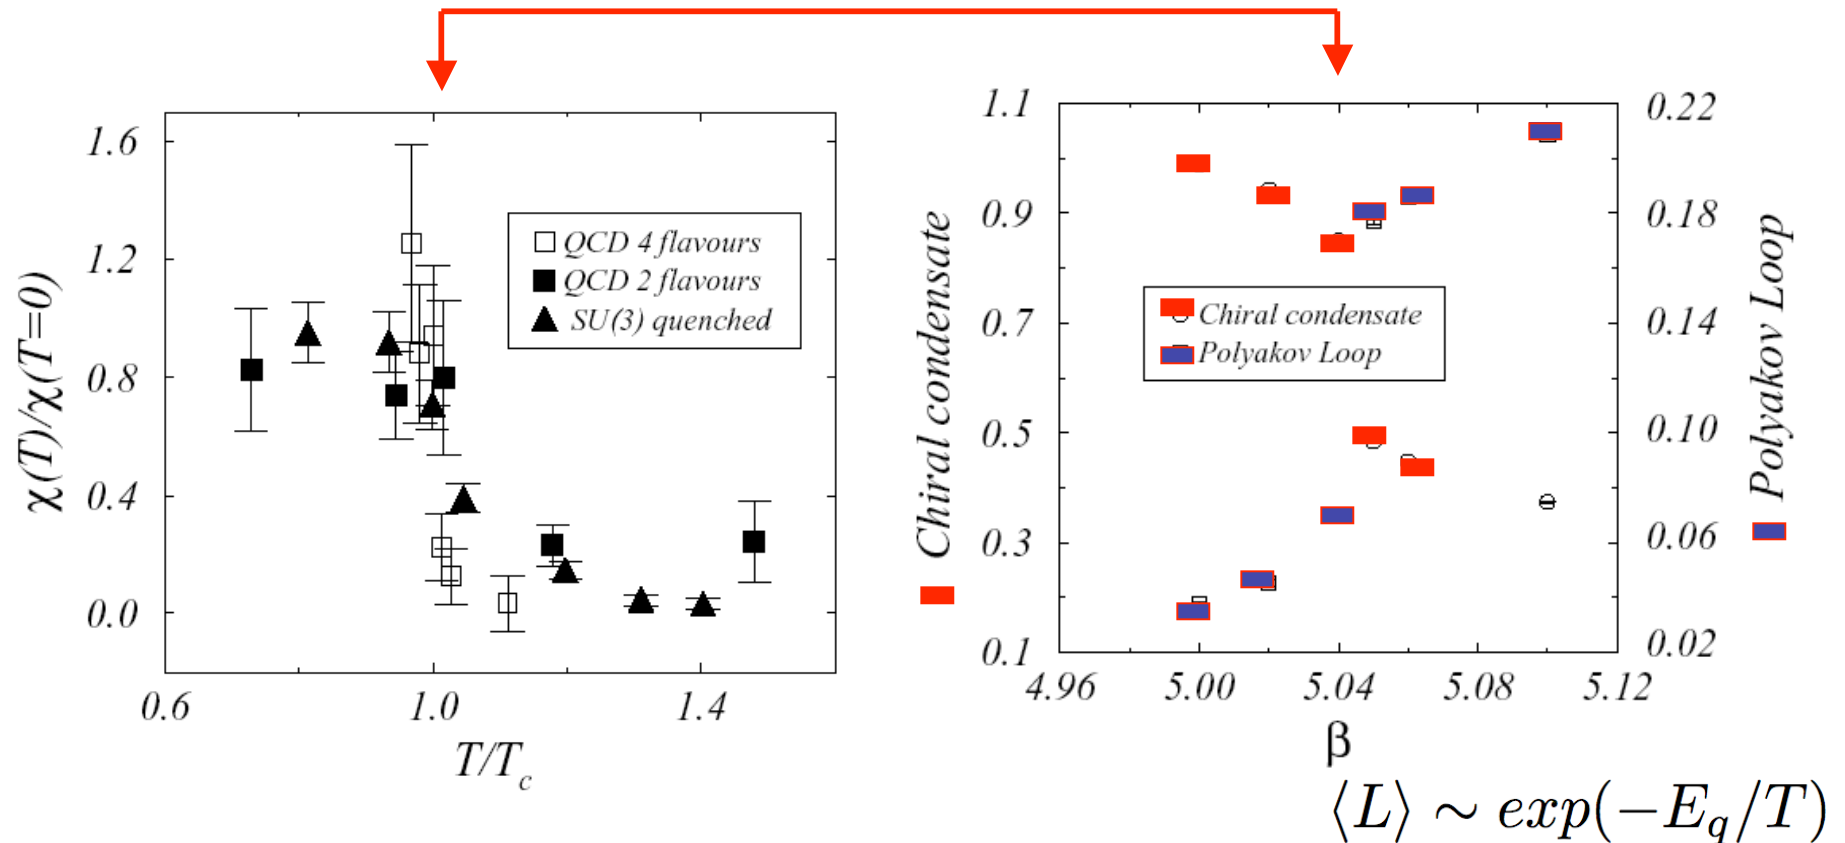 χ(T)/χ(T=0)
1.6
1.2
0.8
0.4
0.0
0.6
1.0
1.4
T/Tc
QCD 4 flavours
QCD 2 flavours
SU(3) quenched
Chiral condensate
1.1
0.9
0.7
0.5
0.3
0.1
4.96
5.00
5.04
5.08
5.12
β
Chiral condensate
Polyakov Loop
0.22
0.18
0.14
0.10
0.06
0.02
Polyakov Loop
⟨L⟩ ∼ exp(−E_q/T)